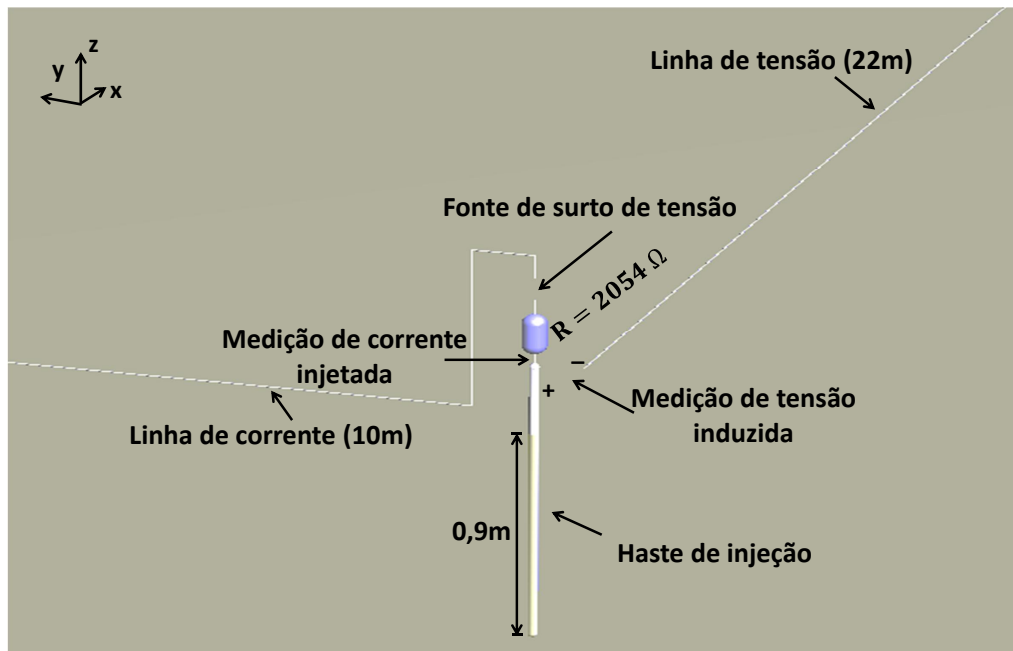 z
y
x
Linha de tensão (22m)
Fonte de surto de tensão
R = 2054 Ω
Medição de corrente
injetada
–
+
Medição de tensão
induzida
Linha de corrente (10m)
0,9m
Haste de injeção